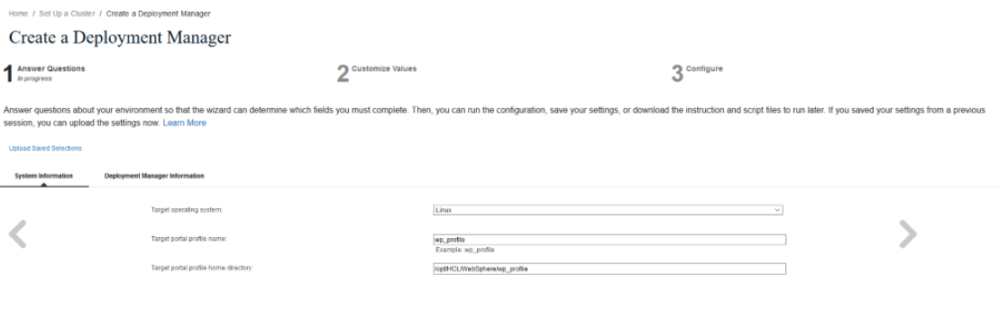 Home / Set Up a Cluster / Create a Deployment Manager
Create a Deployment Manager
1 Answer Questions
In progress
2 Customize Values
3 Configure
Answer questions about your environment so that the wizard can determine which fields you must complete. Then, you can run the configuration, save your settings, or download the instruction and script files to run later. If you saved your settings from a previous
session, you can upload the settings now. Learn More
Upload Saved Selections
System Information Deployment Manager Information
Target operating system: Linux
Target portal profile name: wp_profile
Example: wp_profile
Target portal profile home directory: /opt/HCL/WebSphere/wp_profile